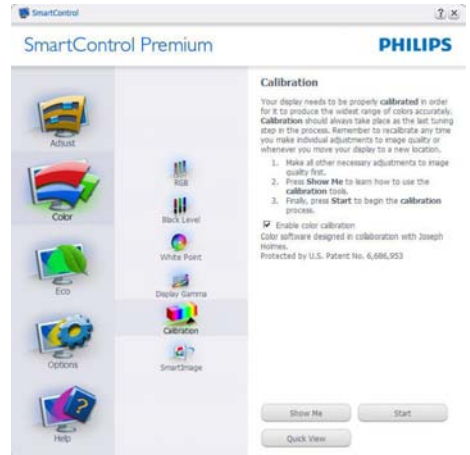 SmartControl
SmartControl Premium
PHILIPS
Adjust
Color
Eco
Options
Help
RGB
Black Level
White Point
Display Gamma
Calibration
SmartImage
Calibration
Your display needs to be properly calibrated in order
for it to produce the widest range of colors accurately.
Calibration should always take place as the last tuning
step in the process. Remember to recalibrate any time
you make individual adjustments to image quality or
whenever you move your display to a new location.
1. Make all other necessary adjustments to image
quality first.
2. Press Show Me to learn how to use the
calibration tools.
3. Finally, press Start to begin the calibration
process.
Enable color calibration
Color software designed in collaboration with Joseph
Holmes.
Protected by U.S. Patent No. 6,686,953
Show Me
Start
Quick View